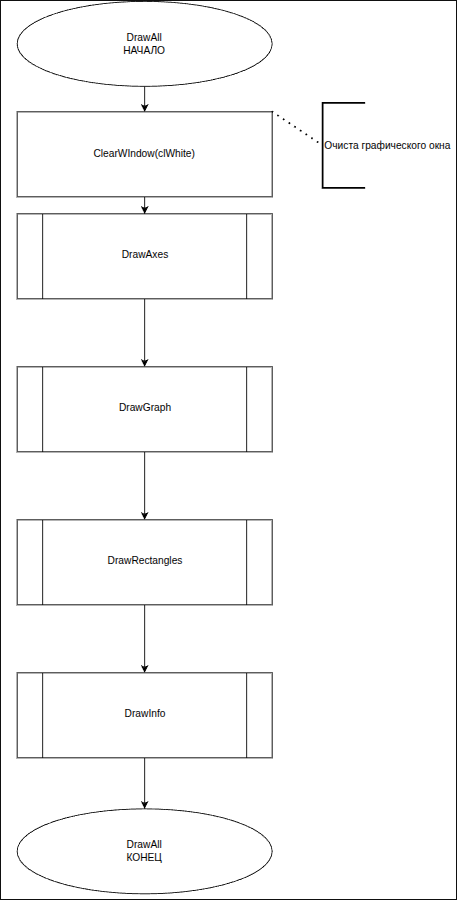 DrawAll
НАЧАЛО
ClearWIndow(clWhite)
Очиста графического окна
DrawAxes
DrawGraph
DrawRectangles
DrawInfo
DrawAll
КОНЕЦ